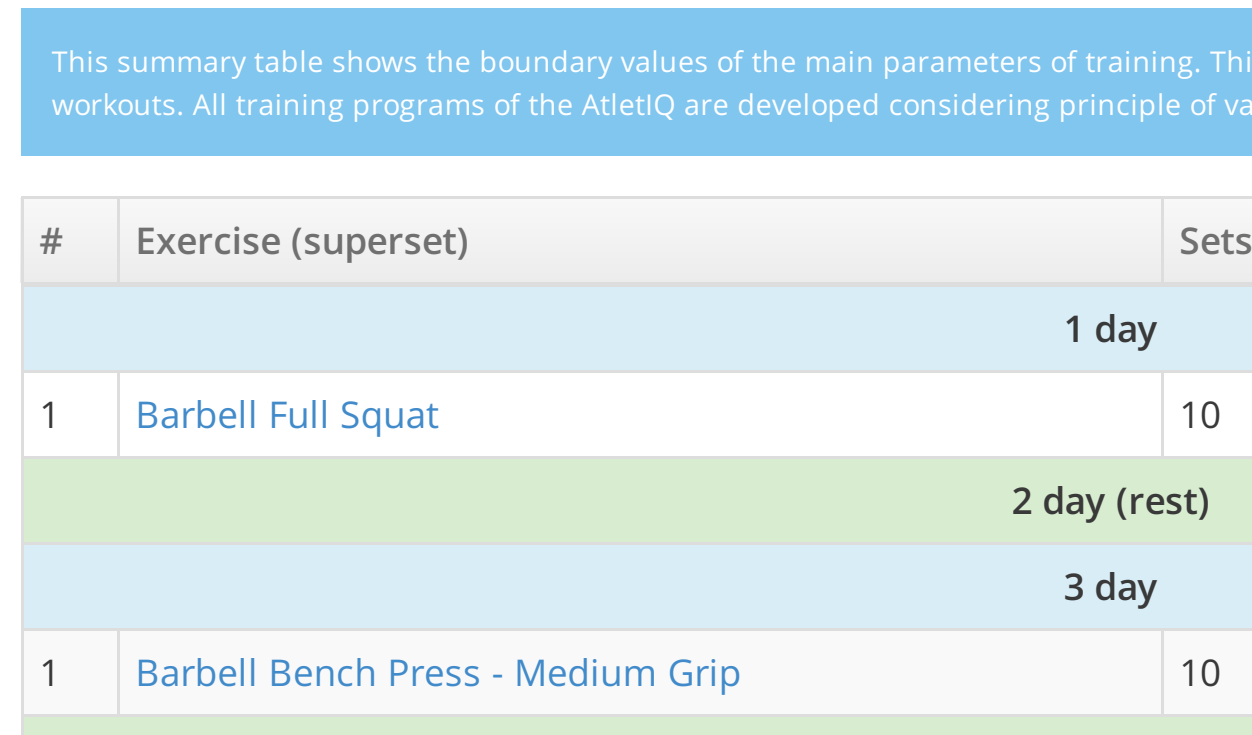 This summary table shows the boundary values of the main parameters of training.
workouts. All training programs of the AtletIQ are developed considering principle of
# Exercise (superset) Sets
1 day
1 Barbell Full Squat 10
2 day (rest)
3 day
1 Barbell Bench Press - Medium Grip 10